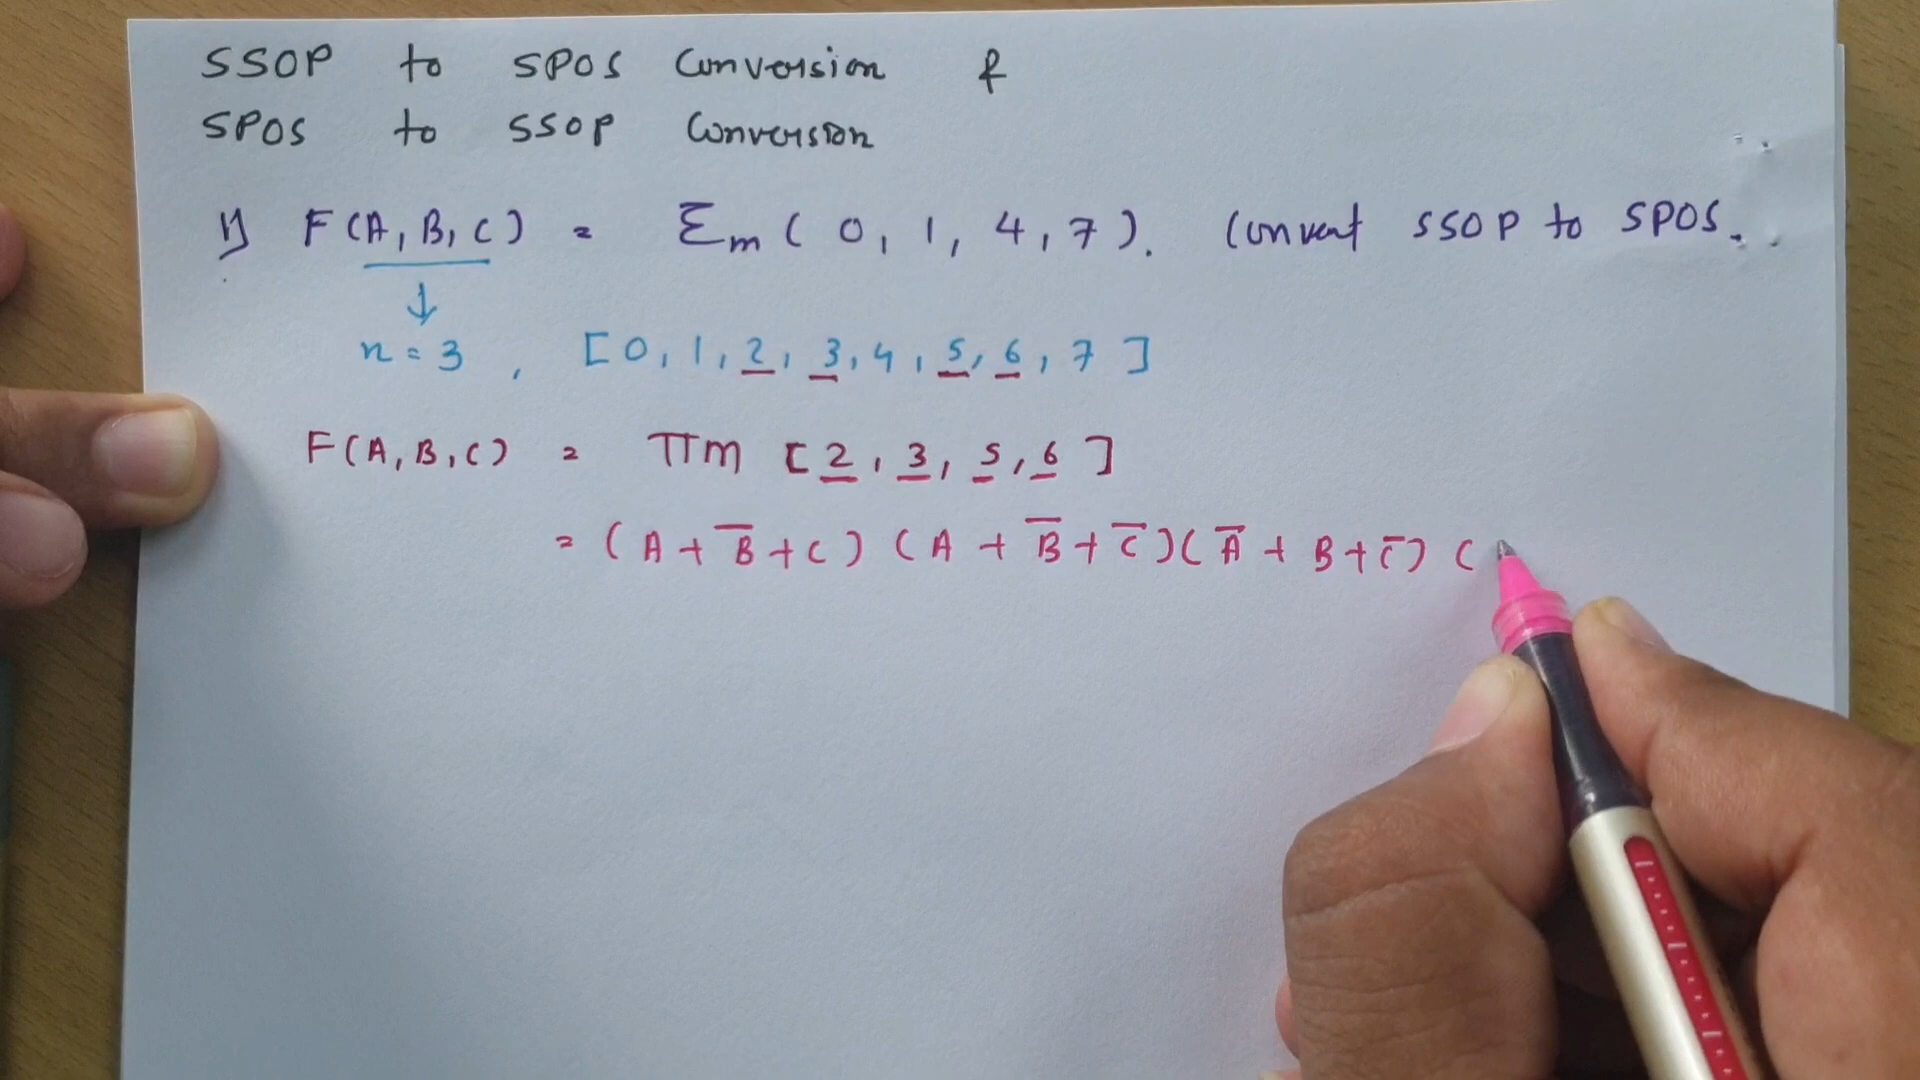 SSOP to SPOS Conversion &
SPOS to SSOP Conversion
1) F(A,B,C) = Σm ( 0, 1, 4, 7 ). Convert SSOP to SPOS.
↓
n = 3 , [ 0, 1, 2, 3, 4, 5, 6, 7 ]
F(A,B,C) = πM [ 2, 3, 5, 6 ]
= ( A + B̅ + C ) ( A + B̅ + C̅ ) ( A̅ + B + C̅ ) (